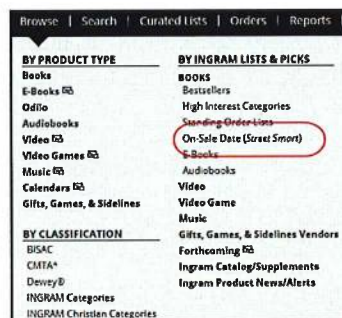 Browse | Search | Curated Lists | Orders | Reports |
BY PRODUCT TYPE
Books
E-Books
Odilo
Audiobooks
Video
Video Games
Music
Calendars
Gifts, Games, & Sidelines
BY CLASSIFICATION
BISAC
CMTA*
Dewey®
INGRAM Categories
INGRAM Christian Categories
BY INGRAM LISTS & PICKS
BOOKS
Bestsellers
High Interest Categories
Standing Order Lists
On-Sale Date (Street Smart)
E-Books
Audiobooks
Video
Video Game
Music
Gifts, Games, & Sidelines Vendors
Forthcoming
Ingram Catalog/Supplements
Ingram Product News/Alerts